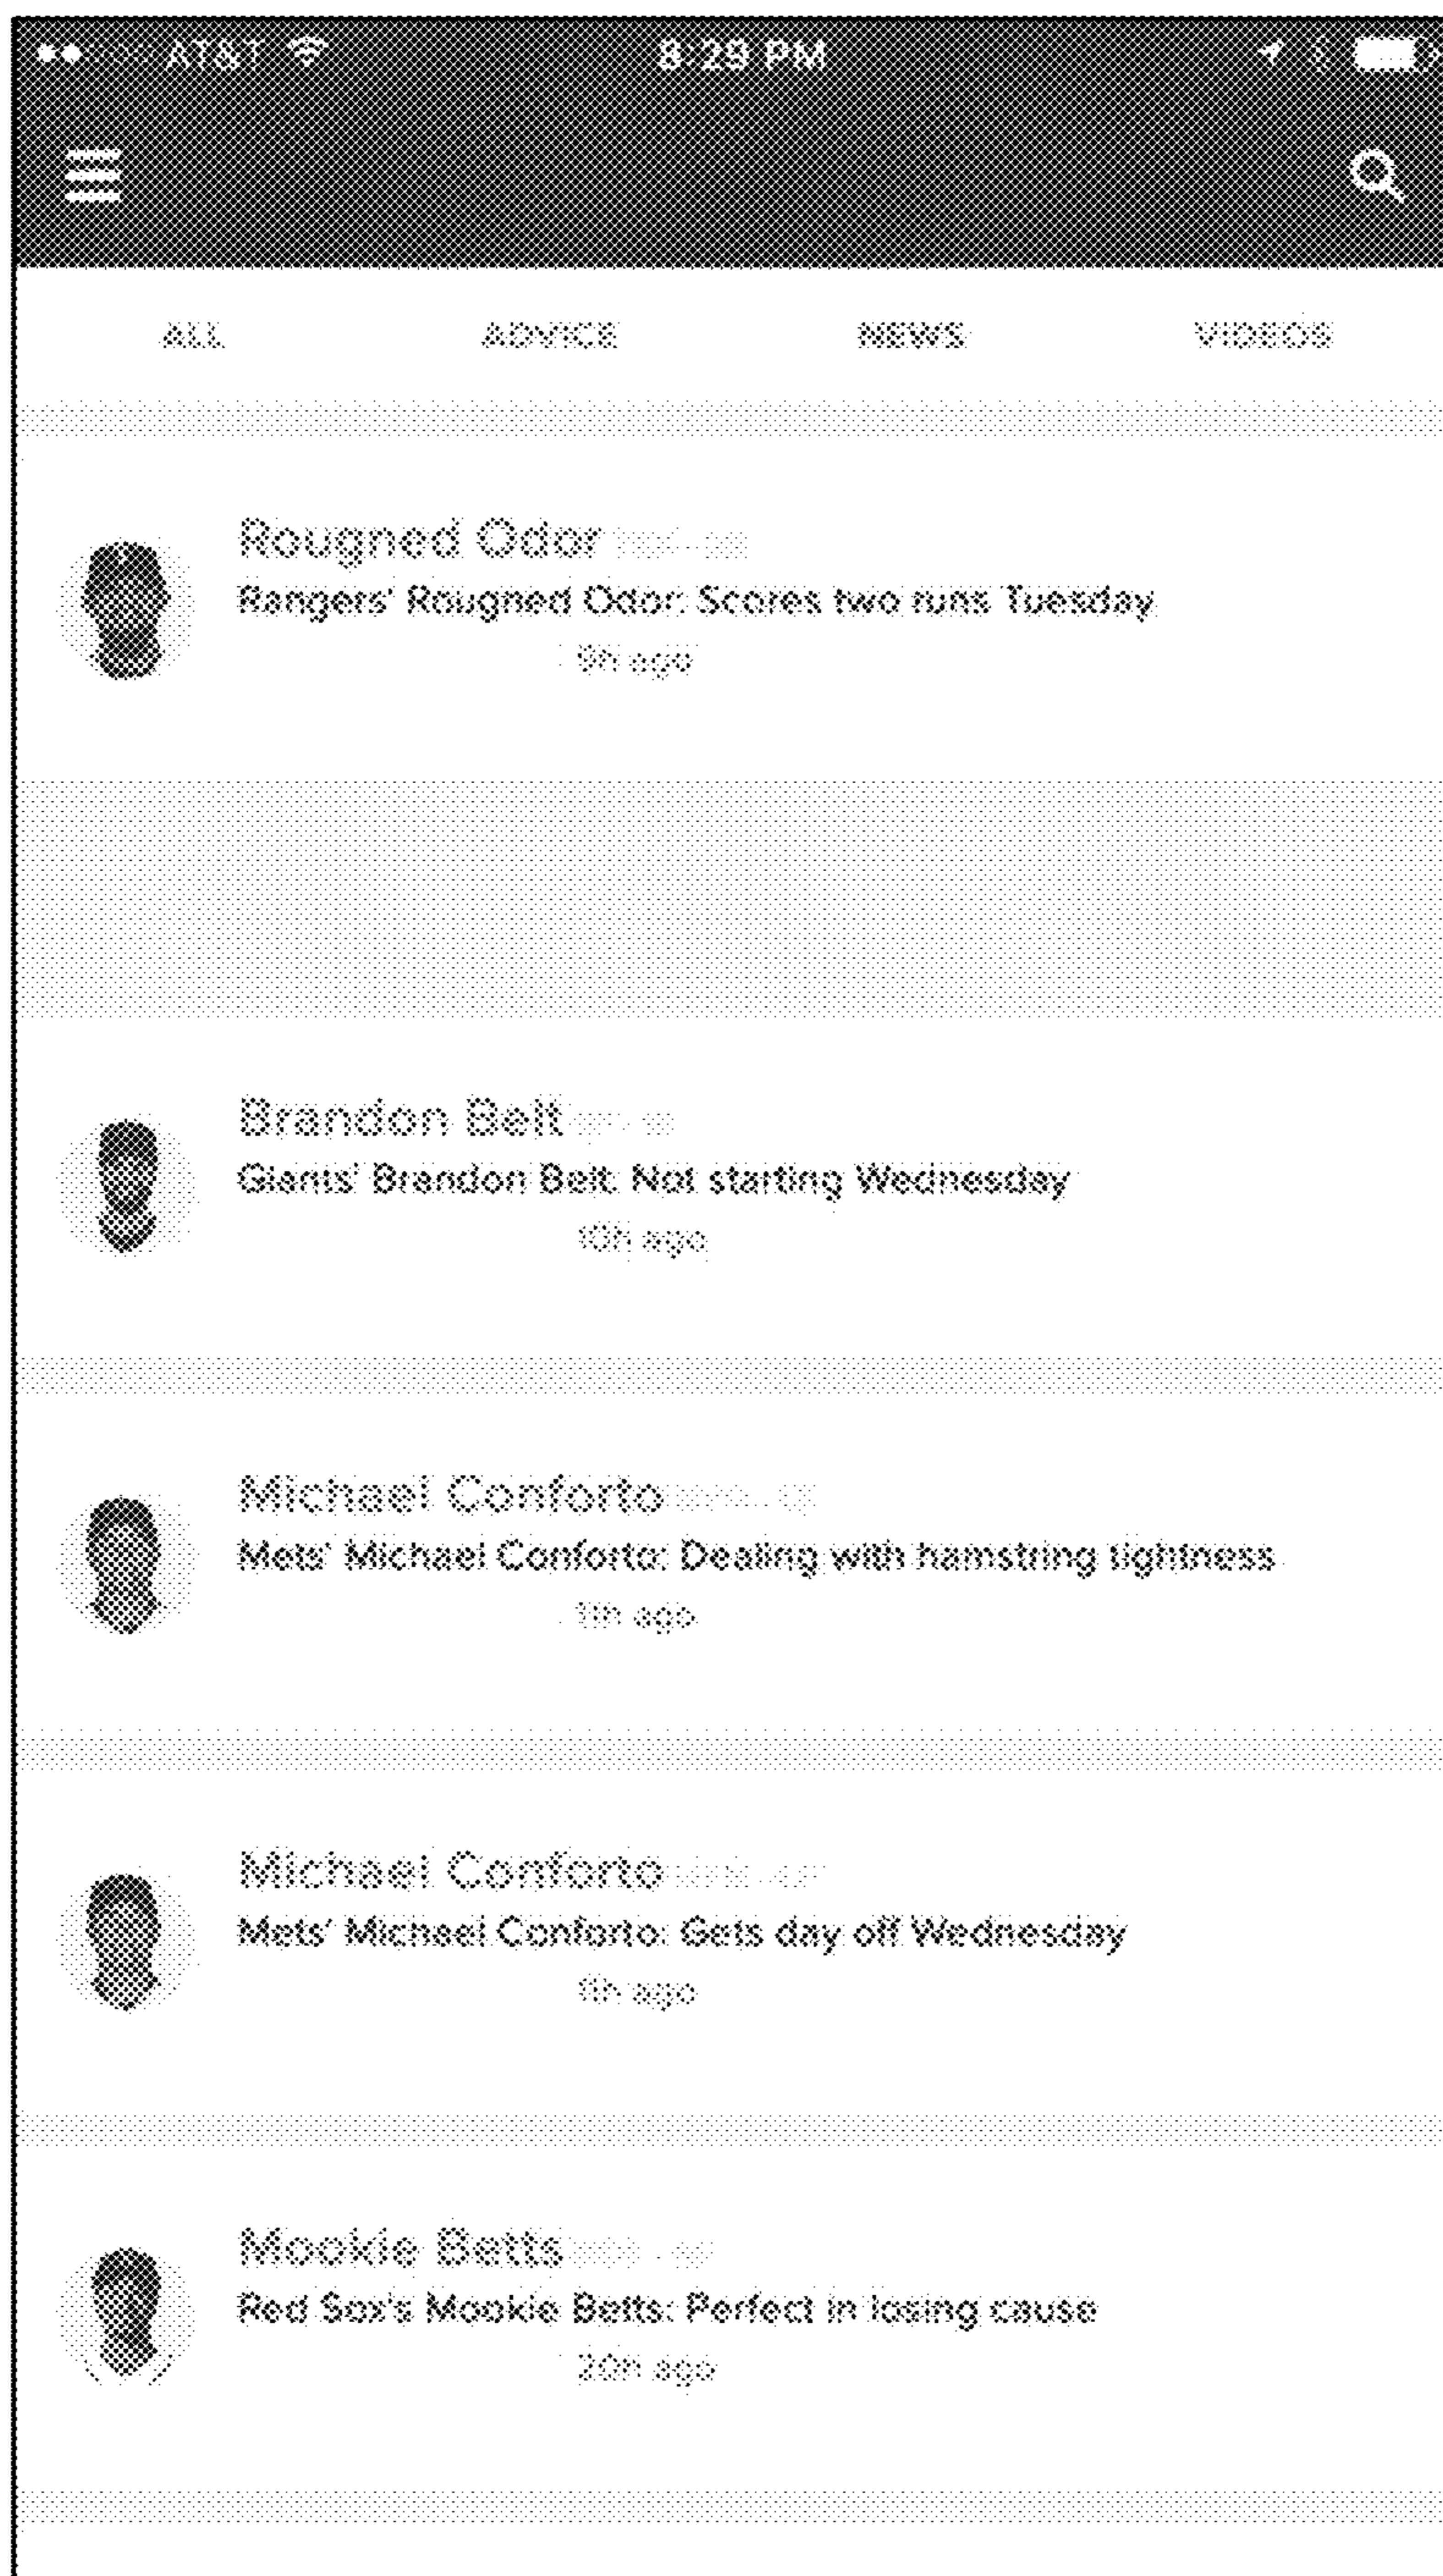 AT&T 8:29 PM
ALL ADVICE NEWS VIDEOS
Rougned Odor
Rangers' Rougned Odor: Scores two runs Tuesday
9h ago
Brandon Belt
Giants' Brandon Belt: Not starting Wednesday
10h ago
Michael Conforto
Mets' Michael Conforto: Dealing with hamstring tightness
11h ago
Michael Conforto
Mets' Michael Conforto: Gets day off Wednesday
ago
Mookie Betts
Red Sox's Mookie Betts: Perfect in losing cause
20h ago